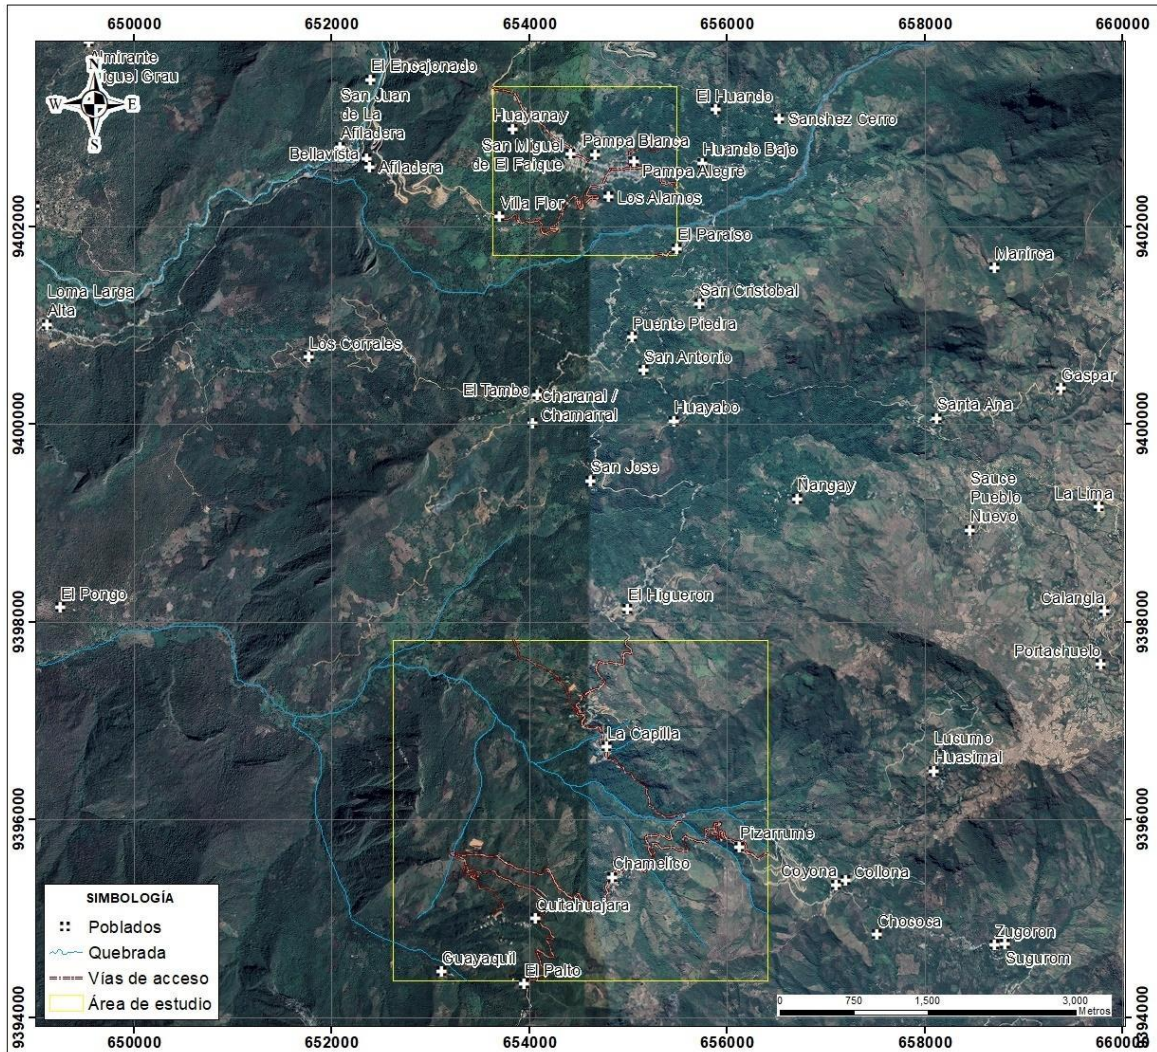 650000 652000 654000 656000 658000 660000
Almirante
Miguel Grau
N
W E
S
El Encajonado
San Juan
de La
Afiladera
Bellavista
Afiladera
Huayanay
San Miguel
de El Faique
Pampa Blanca
Pampa Alegre
El Huando
Sanchez Cerro
Huando Bajo
Villa Flor
Los Alamos
9402000 9402000
El Paraiso
Manirca
Loma Larga
Alta
San Cristobal
Puente Piedra
Los Corrales
San Antonio
El Tambo
Charanal /
Chamarral
Huayabo
Gaspar
Santa Ana
9400000 9400000
San Jose
Ñangay
Sauce
Pueblo
Nuevo
La Lima
El Pongo
El Higueron
Calangla
9398000 9398000
Portachuelo
La Capilla
Lucumo
Huasimal
9396000 9396000
Pizarrume
Chamelico
Coyona
Collona
Cuitahuajara
Chococa
Zugoron
Sugurom
Guayaquil
El Palto
SIMBOLOGÍA
Poblados
Quebrada
Vías de acceso
Área de estudio
0 750 1,500 3,000
Metros
9394000 9394000
650000 652000 654000 656000 658000 660000